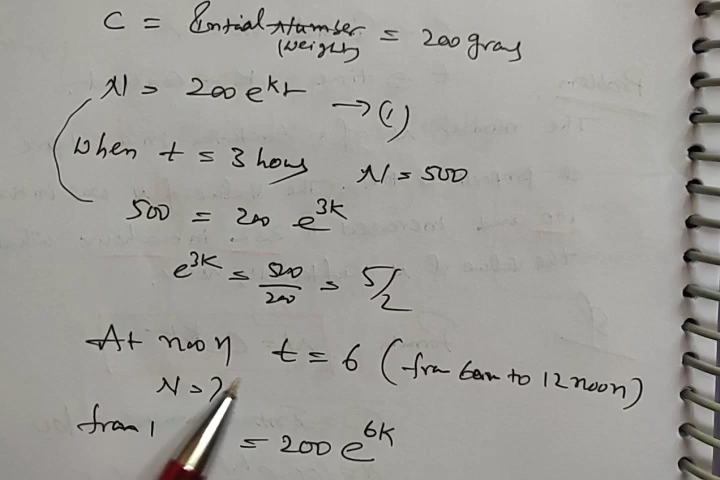 C = Initial Number = 200 grams
(weight)
N = 200 e^kt → (1)
When t = 3 hours N = 500
500 = 200 e^3K
e^3K = 500/200 = 5/2
At noon t = 6 (from 6am to 12 noon)
N = ?
from 1 = 200 e^6K